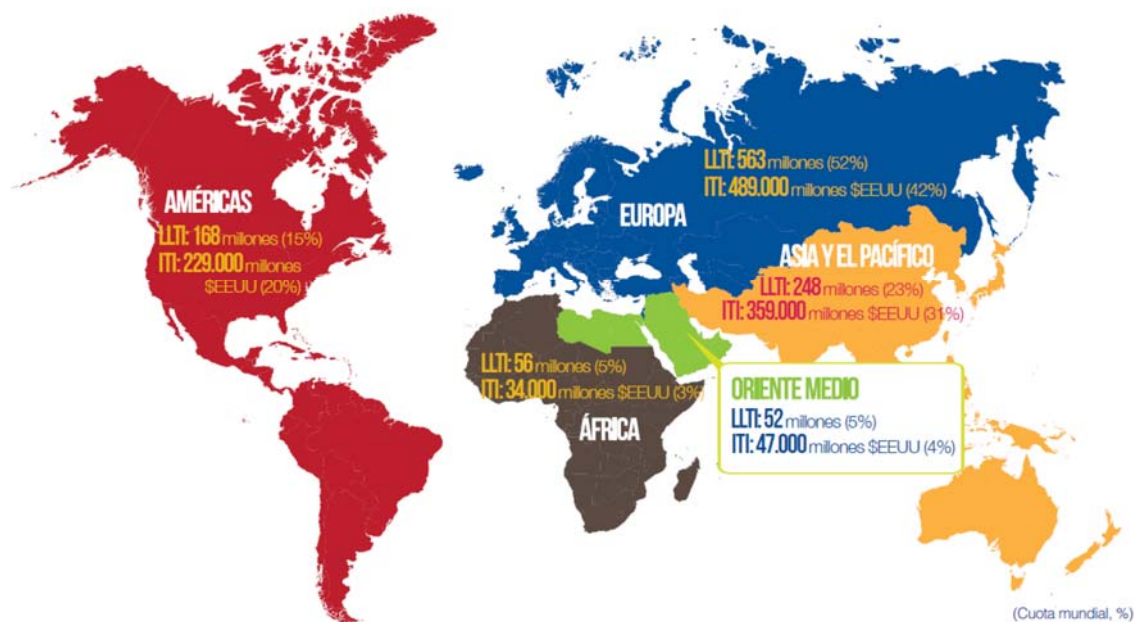 AMÉRICAS
LLTI: 168 millones (15%)
ITI: 229.000 millones
$EEUU (20%)
LLTI: 563 millones (52%)
ITI: 489.000 millones $EEUU (42%)
EUROPA
ASIA Y EL PACÍFICO
LLTI: 248 millones (23%)
ITI: 359.000 millones $EEUU (31%)
LLTI: 56 millones (5%)
ITI: 34.000 millones $EEUU (3%)
ÁFRICA
ORIENTE MEDIO
LLTI: 52 millones (5%)
ITI: 47.000 millones $EEUU (4%)
(Cuota mundial, %)